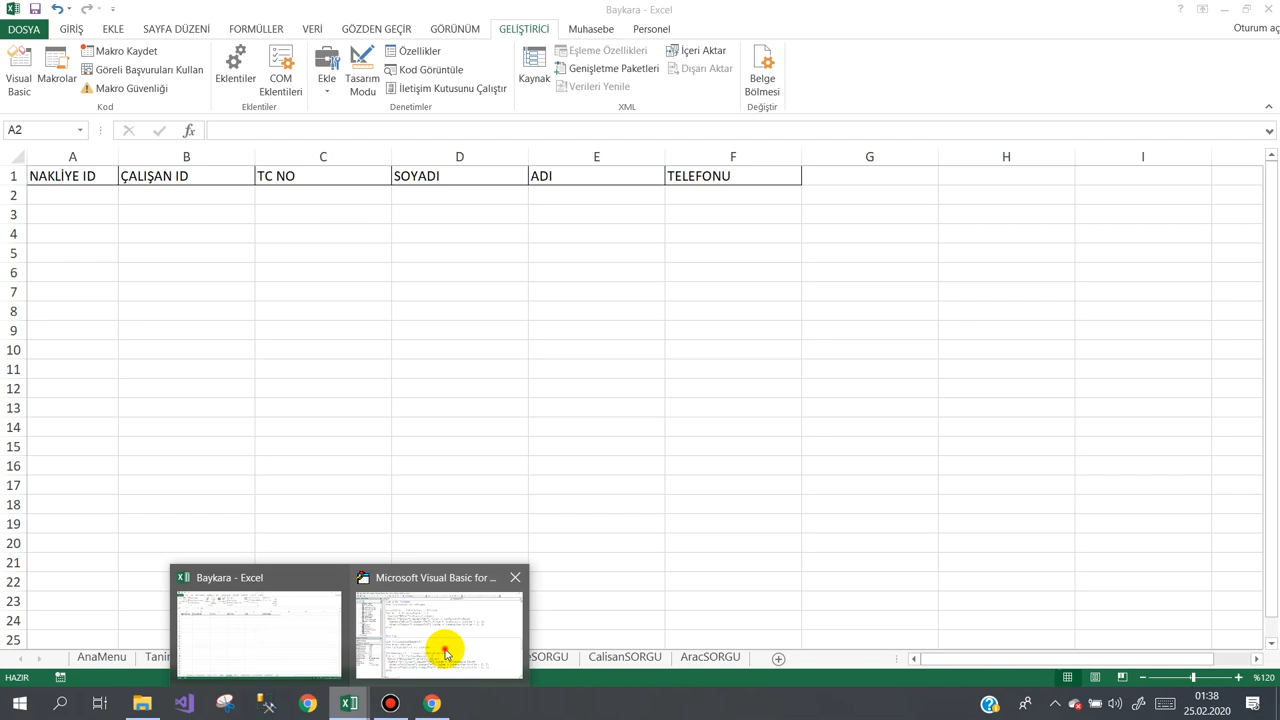 Baykara - Excel
DOSYA GİRİŞ EKLE SAYFA DÜZENİ FORMÜLLER VERİ GÖZDEN GEÇİR GÖRÜNÜM GELİŞTİRİCİ Muhasebe Personel Oturum aç
Visual Basic
Makrolar
Makro Kaydet
Göreli Başvuruları Kullan
Makro Güvenliği
Kod
Eklentiler
COM Eklentileri
Eklentiler
Ekle
Tasarım Modu
Özellikler
Kod Görüntüle
İletişim Kutusunu Çalıştır
Denetimler
Kaynak
Eşleme Özellikleri
Genişletme Paketleri
Verileri Yenile
İçeri Aktar
Dışarı Aktar
XML
Belge Bölmesi
Değiştir
A2
A B C D E F G H I
1 NAKLİYE ID ÇALIŞAN ID TC NO SOYADI ADI TELEFONU
2
3
4
5
6
7
8
9
10
11
12
13
14
15
16
17
18
19
20
21
22
23
24
25
Baykara - Excel
Microsoft Visual Basic for ...
CalisanSORGU AracSORGU
HAZIR
%120
01:38
25.02.2020